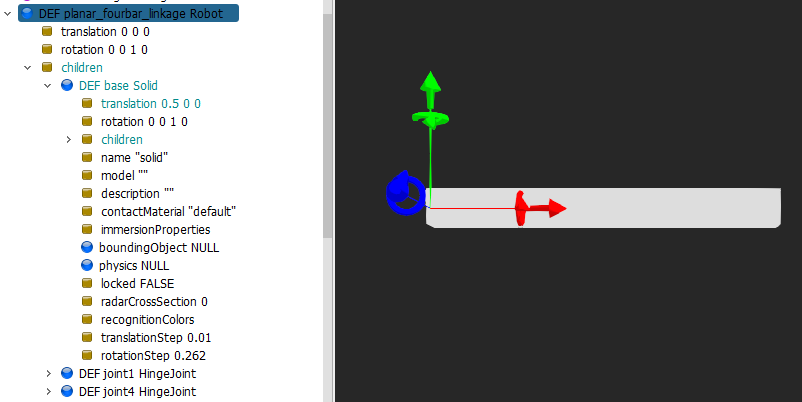 DEF planar_fourbar_linkage Robot
translation 0 0 0
rotation 0 0 1 0
children
DEF base Solid
translation 0.5 0 0
rotation 0 0 1 0
children
name "solid"
model ""
description ""
contactMaterial "default"
immersionProperties
boundingObject NULL
physics NULL
locked FALSE
radarCrossSection 0
recognitionColors
translationStep 0.01
rotationStep 0.262
DEF joint1 HingeJoint
DEF joint4 HingeJoint